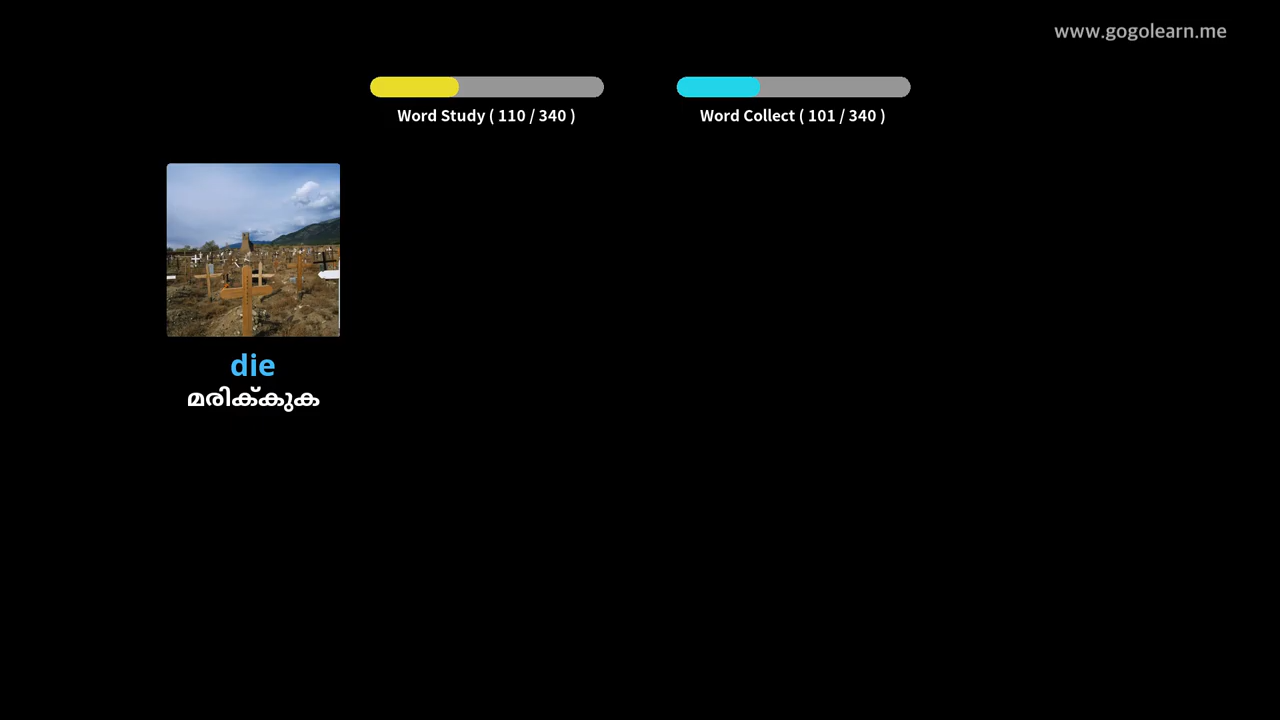 www.gogolearn.me
Word Study ( 110 / 340 )
Word Collect ( 101 / 340 )
die
മരിക്കുക